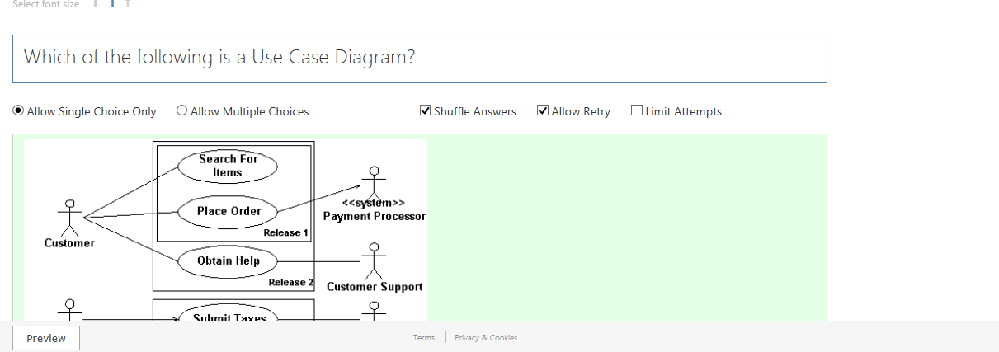 Select font size T T T
Which of the following is a Use Case Diagram?
Allow Single Choice Only Allow Multiple Choices Shuffle Answers Allow Retry Limit Attempts
Search For
Items
<<system>>
Place Order
Payment Processor
Release 1
Customer
Obtain Help
Release 2
Customer Support
Submit Taxes
Preview Terms Privacy & Cookies